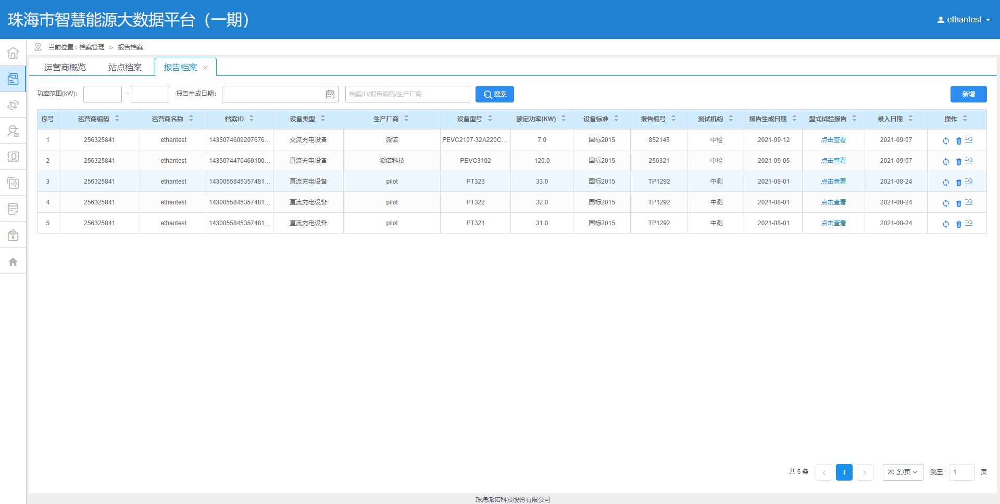 珠海市智慧能源大数据平台（一期）
ethantest
当前位置：档案管理 > 报告档案
运营商概览 站点档案 报告档案 ×
功率范围(kW)： - 报告生成日期： 档案ID/报告编码/生产厂商 搜索 新增
序号 运营商编码 运营商名称 档案ID 设备类型 生产厂商 设备型号 额定功率(KW) 设备标准 报告编号 测试机构 报告生成日期 型式试验报告 录入日期 操作
1 256325841 ethantest 1435074609207676... 交流充电设备 派诺 PEVC2107-32A220C... 7.0 国标2015 852145 中检 2021-09-12 点击查看 2021-09-07
2 256325841 ethantest 1435074470460100... 直流充电设备 派诺科技 PEVC3102 120.0 国标2015 256321 中检 2021-09-05 点击查看 2021-09-07
3 256325841 ethantest 1430055845357481... 直流充电设备 pilot PT323 33.0 国标2015 TP1292 中测 2021-08-01 点击查看 2021-08-24
4 256325841 ethantest 1430055845357481... 直流充电设备 pilot PT322 32.0 国标2015 TP1292 中测 2021-08-01 点击查看 2021-08-24
5 256325841 ethantest 1430055845357481... 直流充电设备 pilot PT321 31.0 国标2015 TP1292 中测 2021-08-01 点击查看 2021-08-24
共 5 条 < 1 > 20 条/页 跳至 1 页
珠海派诺科技股份有限公司